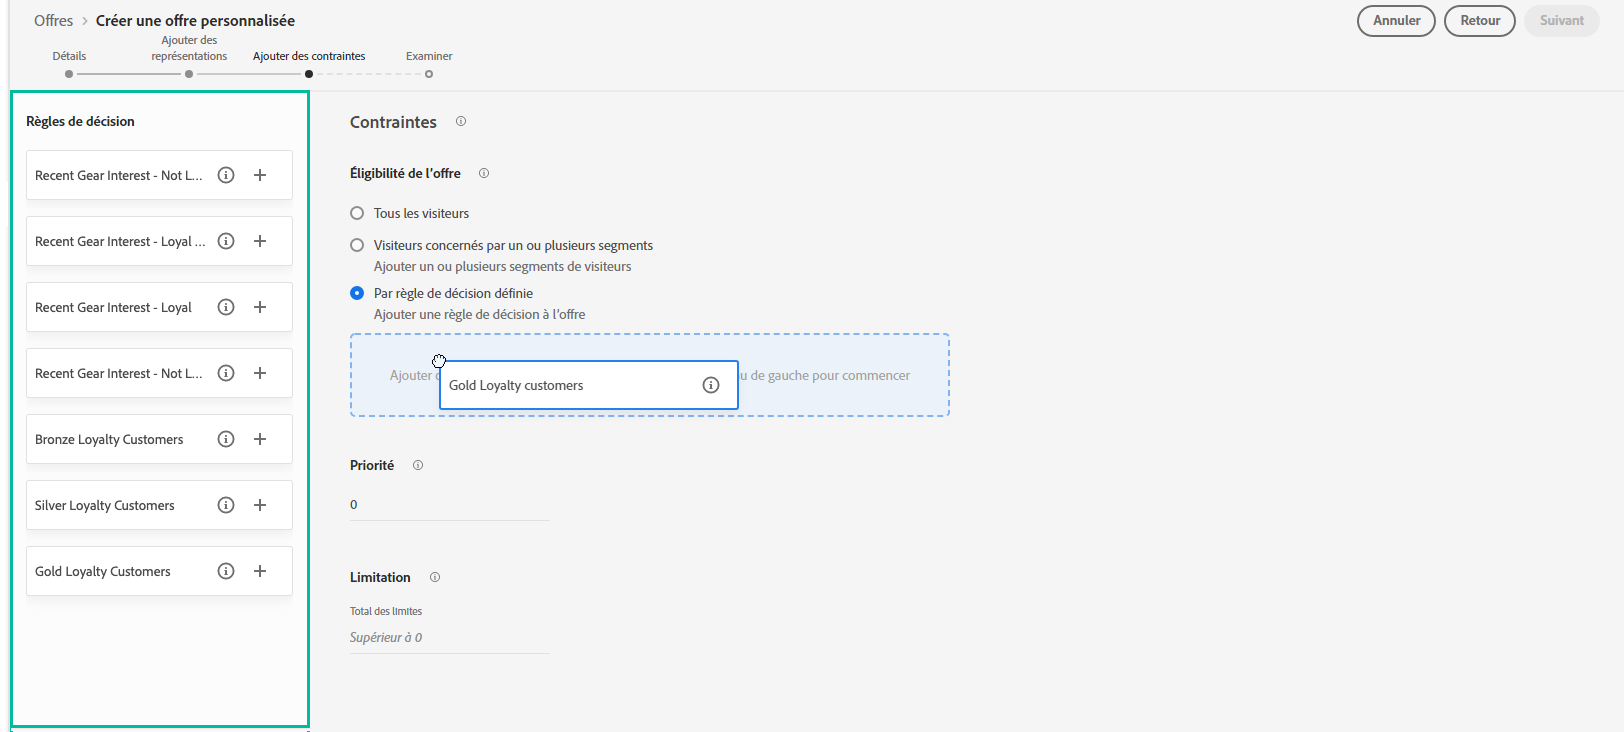 Offres > Créer une offre personnalisée
Annuler
Retour
Suivant
Détails
Ajouter des
représentations
Ajouter des contraintes
Examiner
Règles de décision
Recent Gear Interest - Not L...
Recent Gear Interest - Loyal ...
Recent Gear Interest - Loyal
Recent Gear Interest - Not L...
Bronze Loyalty Customers
Silver Loyalty Customers
Gold Loyalty Customers
Contraintes
Éligibilité de l'offre
Tous les visiteurs
Visiteurs concernés par un ou plusieurs segments
Ajouter un ou plusieurs segments de visiteurs
Par règle de décision définie
Ajouter une règle de décision à l'offre
Ajouter
Gold Loyalty customers
de gauche pour commencer
Priorité
0
Limitation
Total des limites
Supérieur à 0